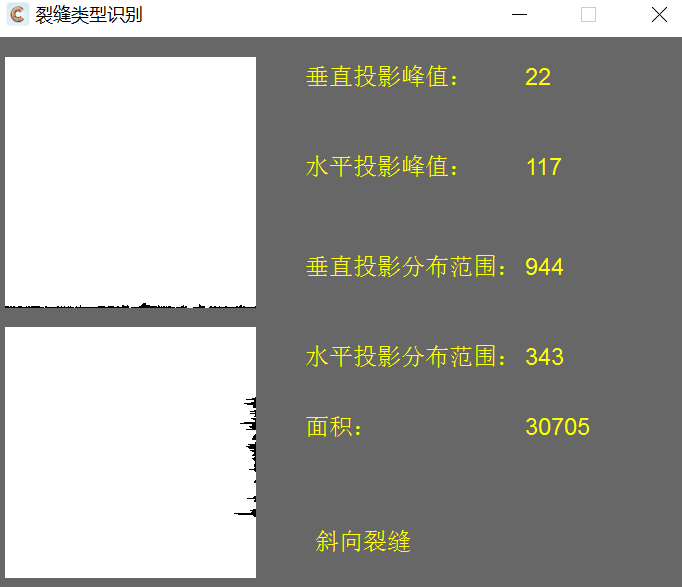 裂缝类型识别
垂直投影峰值： 22
水平投影峰值： 117
垂直投影分布范围： 944
水平投影分布范围： 343
面积： 30705
斜向裂缝